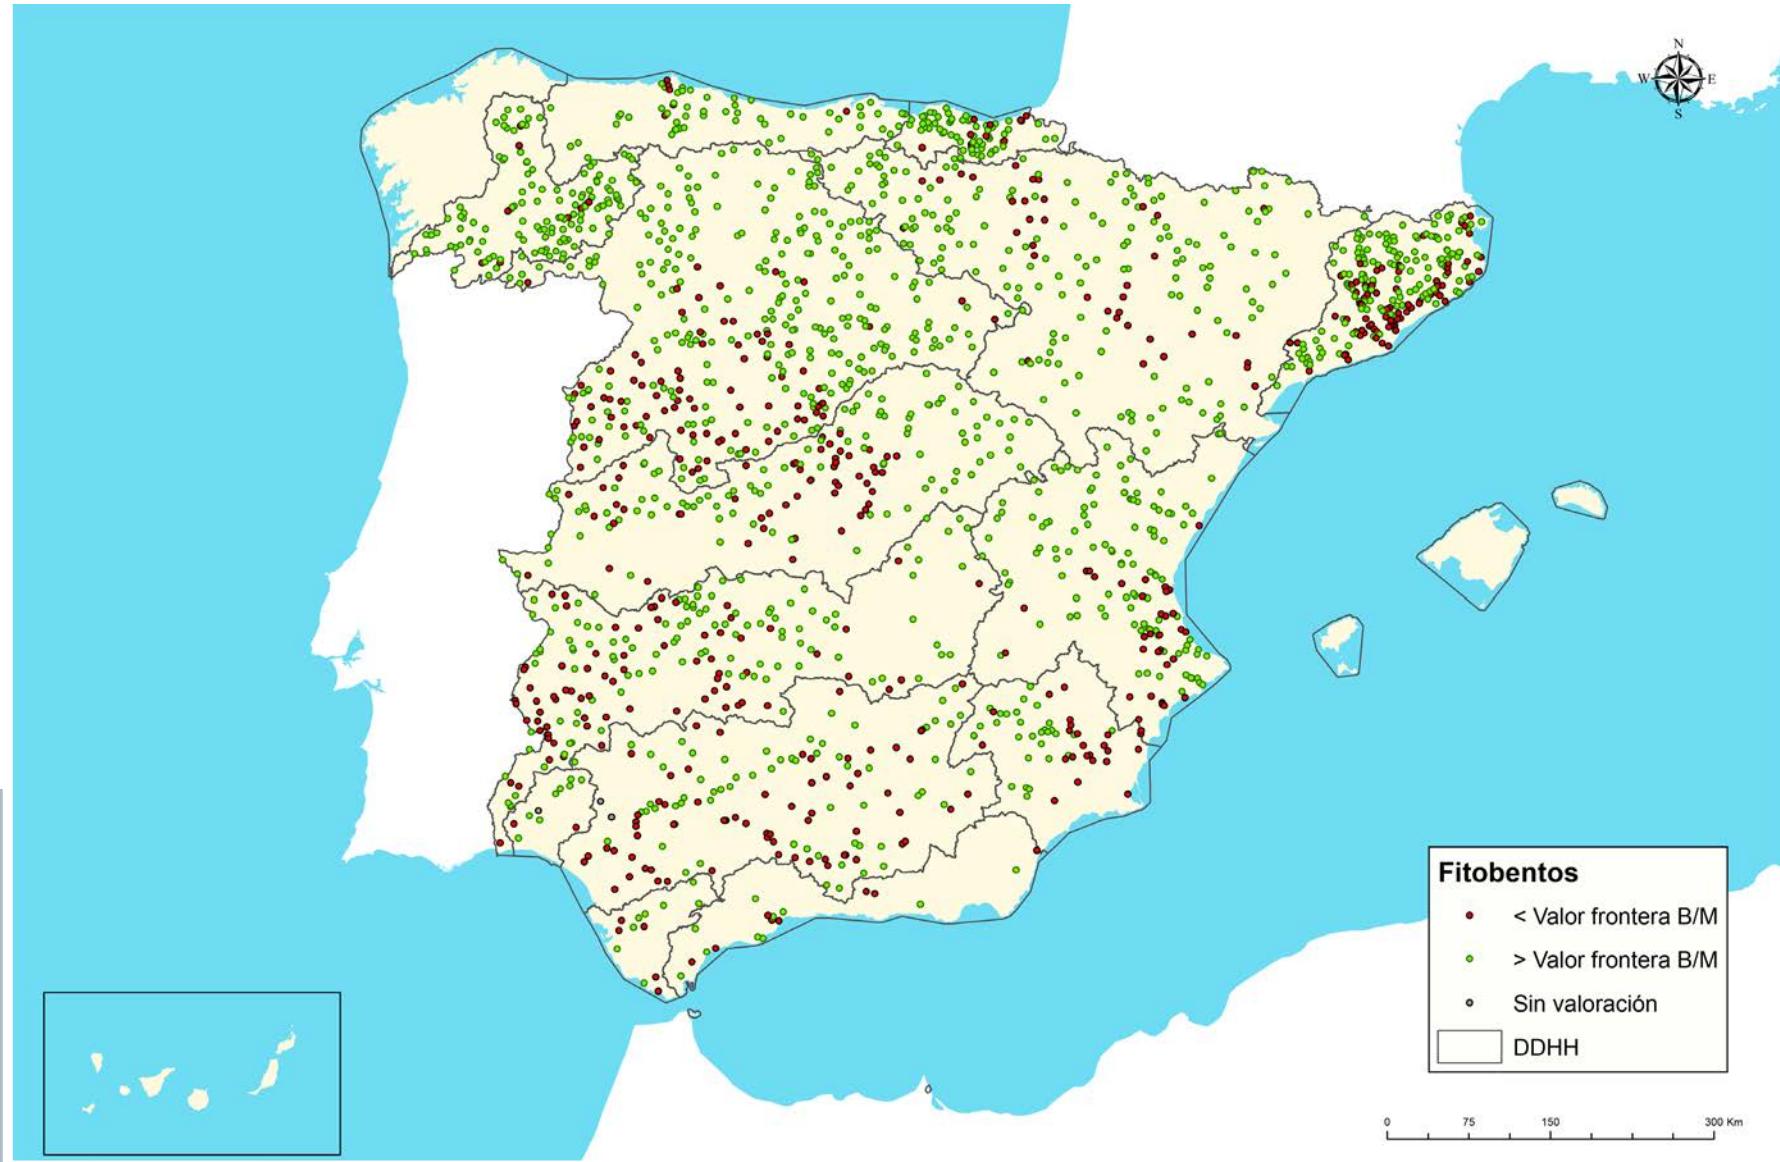 N
W E
S
Fitobentos
< Valor frontera B/M
> Valor frontera B/M
Sin valoración
DDHH
0 75 150 300 Km